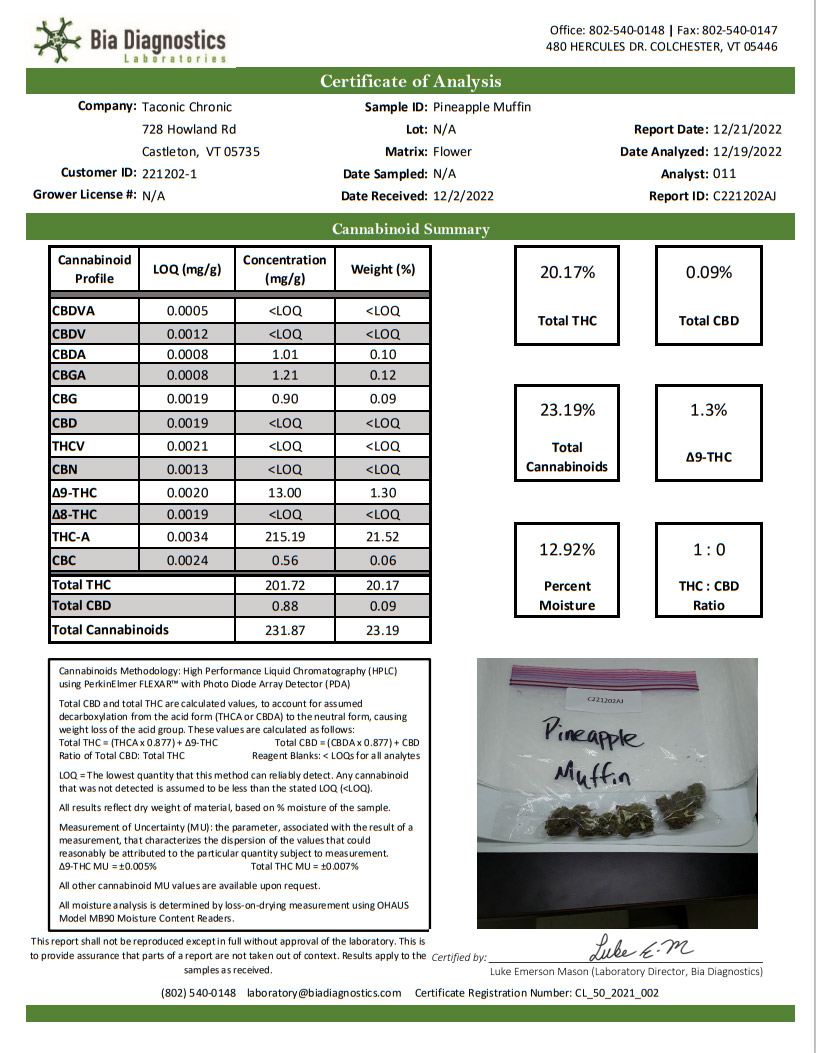 Bia Diagnostics
Laboratories
Office: 802-540-0148 | Fax: 802-540-0147
480 HERCULES DR. COLCHESTER, VT 05446
Certificate of Analysis
Company: Taconic Chronic
728 Howland Rd
Castleton, VT 05735
Customer ID: 221202-1
Grower License #: N/A
Sample ID: Pineapple Muffin
Lot: N/A
Matrix: Flower
Date Sampled: N/A
Date Received: 12/2/2022
Report Date: 12/21/2022
Date Analyzed: 12/19/2022
Analyst: 011
Report ID: C221202AJ
Cannabinoid Summary
Cannabinoid Profile LOQ (mg/g) Concentration (mg/g) Weight (%)
CBDVA 0.0005 <LOQ <LOQ
CBDV 0.0012 <LOQ <LOQ
CBDA 0.0008 1.01 0.10
CBGA 0.0008 1.21 0.12
CBG 0.0019 0.90 0.09
CBD 0.0019 <LOQ <LOQ
THCV 0.0021 <LOQ <LOQ
CBN 0.0013 <LOQ <LOQ
Δ9-THC 0.0020 13.00 1.30
Δ8-THC 0.0019 <LOQ <LOQ
THC-A 0.0034 215.19 21.52
CBC 0.0024 0.56 0.06
Total THC 201.72 20.17
Total CBD 0.88 0.09
Total Cannabinoids 231.87 23.19
20.17%
Total THC
0.09%
Total CBD
23.19%
Total
Cannabinoids
1.3%
Δ9-THC
12.92%
Percent
Moisture
1 : 0
THC : CBD
Ratio
Cannabinoids Methodology: High Performance Liquid Chromatography (HPLC)
using PerkinElmer FLEXAR™ with Photo Diode Array Detector (PDA)
Total CBD and total THC are calculated values, to account for assumed
decarboxylation from the acid form (THCA or CBDA) to the neutral form, causing
weight loss of the acid group. These values are calculated as follows:
Total THC = (THCA x 0.877) + Δ9-THC Total CBD = (CBDA x 0.877) + CBD
Ratio of Total CBD: Total THC Reagent Blanks: < LOQs for all analytes
LOQ = The lowest quantity that this method can reliably detect. Any cannabinoid
that was not detected is assumed to be less than the stated LOQ (<LOQ).
All results reflect dry weight of material, based on % moisture of the sample.
Measurement of Uncertainty (MU): the parameter, associated with the result of a
measurement, that characterizes the dispersion of the values that could
reasonably be attributed to the particular quantity subject to measurement.
Δ9-THC MU = ±0.005% Total THC MU = ±0.007%
All other cannabinoid MU values are available upon request.
All moisture analysis is determined by loss-on-drying measurement using OHAUS
Model MB90 Moisture Content Readers.
C221202AJ
Pineapple
Muffin
This report shall not be reproduced except in full without approval of the laboratory. This is
to provide assurance that parts of a report are not taken out of context. Results apply to the
samples as received.
Certified by: Luke E. M
Luke Emerson Mason (Laboratory Director, Bia Diagnostics)
(802) 540-0148 laboratory@biadiagnostics.com Certificate Registration Number: CL_50_2021_002